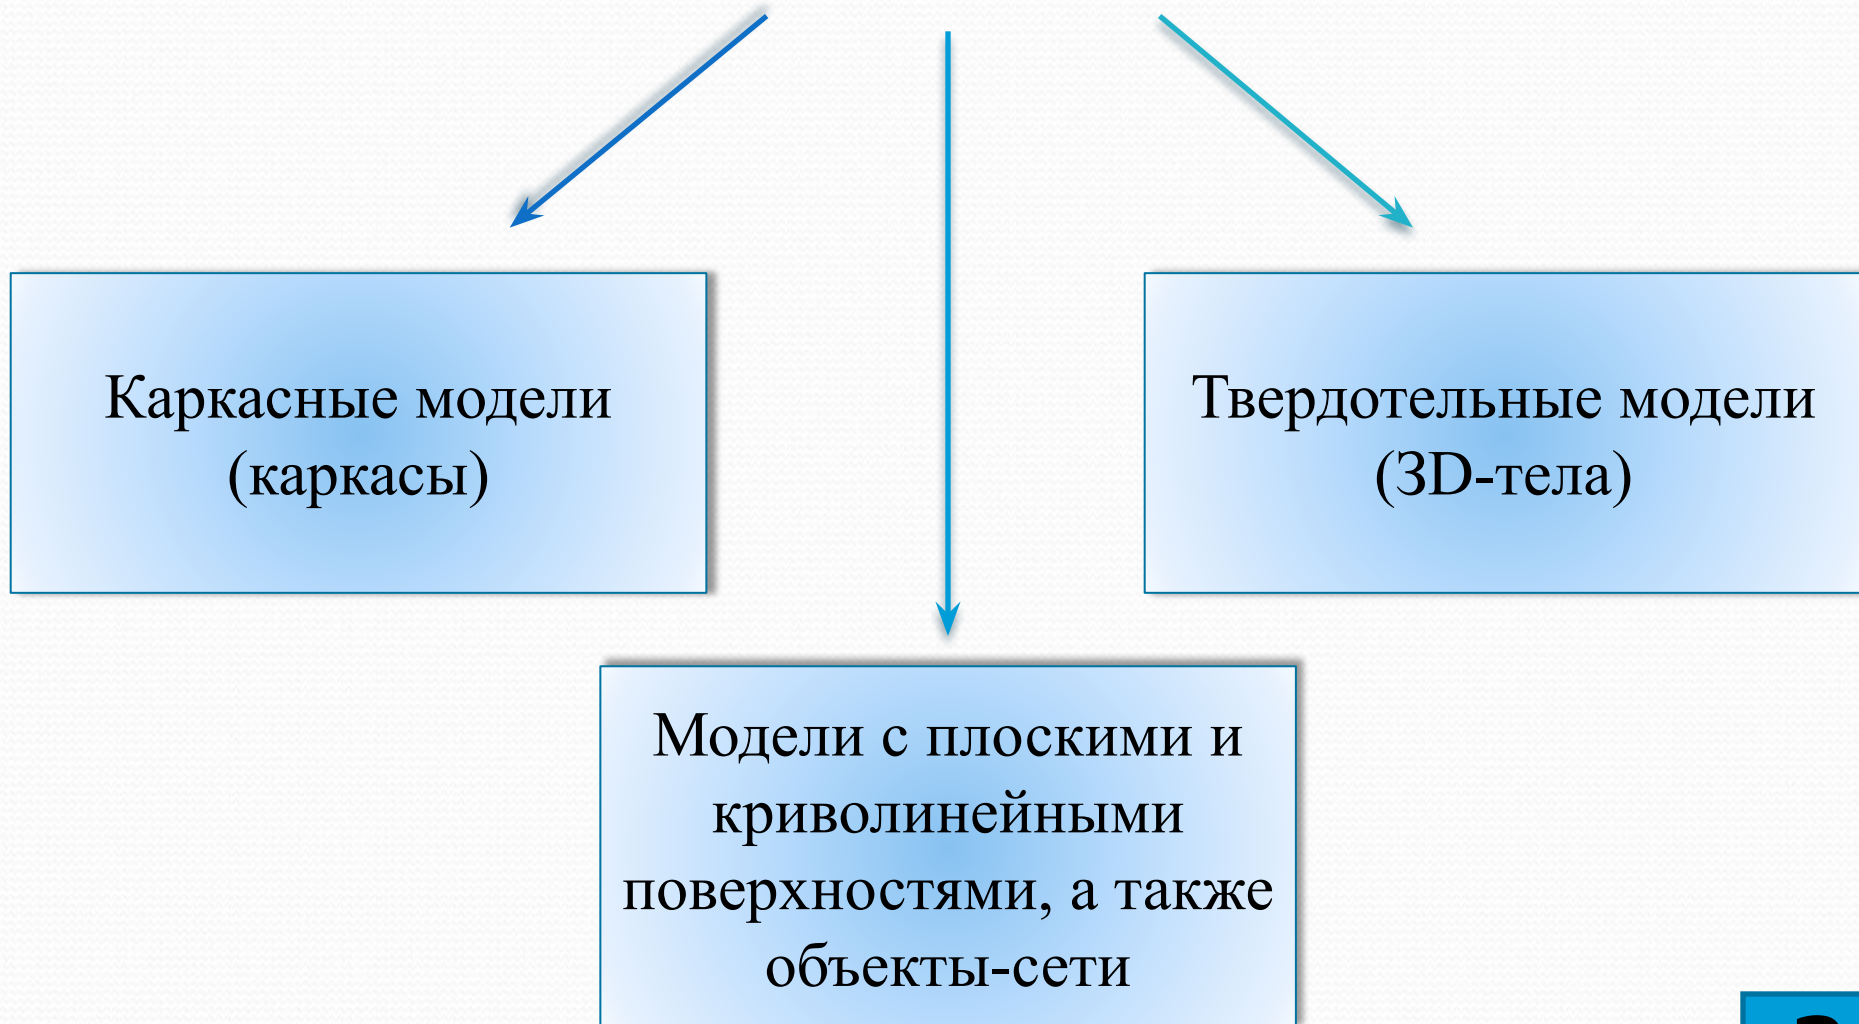 Каркасные модели
(каркасы)
Твердотельные модели
(3D-тела)
Модели с плоскими и
криволинейными
поверхностями, а также
объекты-сети